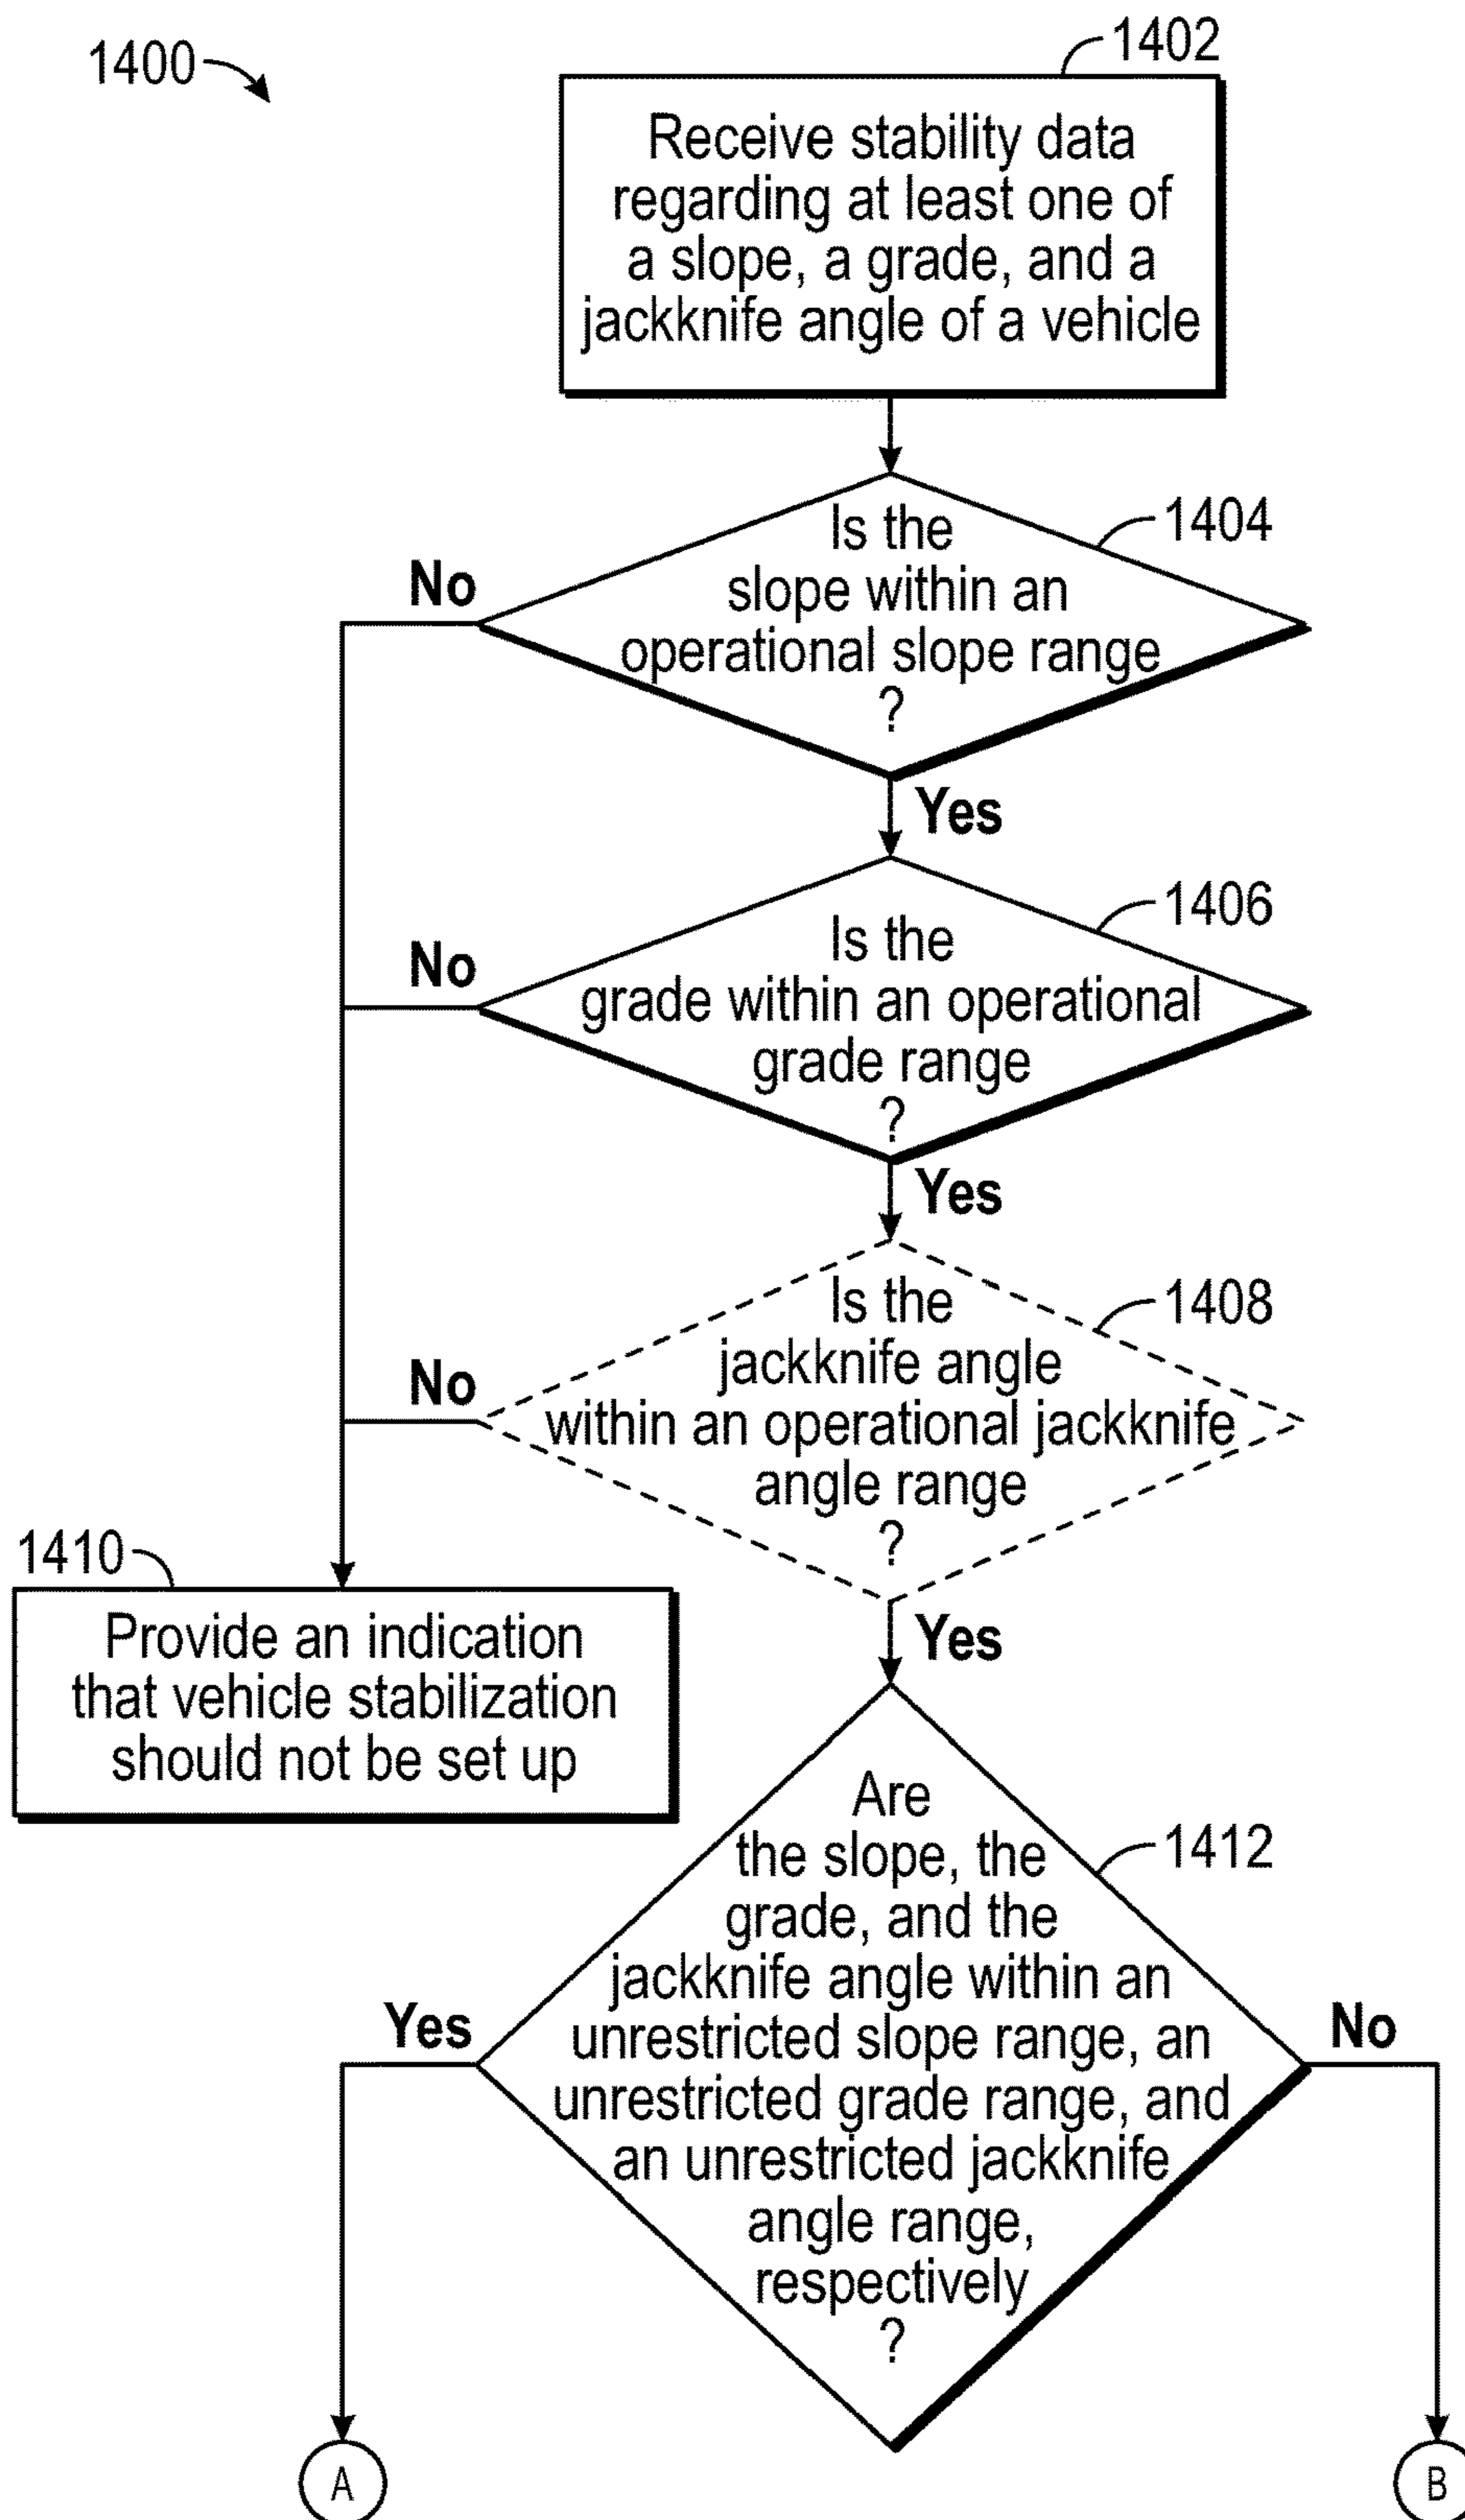 1400
1402
Receive stability data
regarding at least one of
a slope, a grade, and a
jackknife angle of a vehicle
1404
Is the
slope within an
operational slope range
?
No
Yes
1406
Is the
grade within an operational
grade range
?
No
Yes
1408
Is the
jackknife angle
within an operational jackknife
angle range
?
No
Yes
1410
Provide an indication
that vehicle stabilization
should not be set up
1412
Are
the slope, the
grade, and the
jackknife angle within an
unrestricted slope range, an
unrestricted grade range, and
an unrestricted jackknife
angle range,
respectively
?
Yes
No
A
B